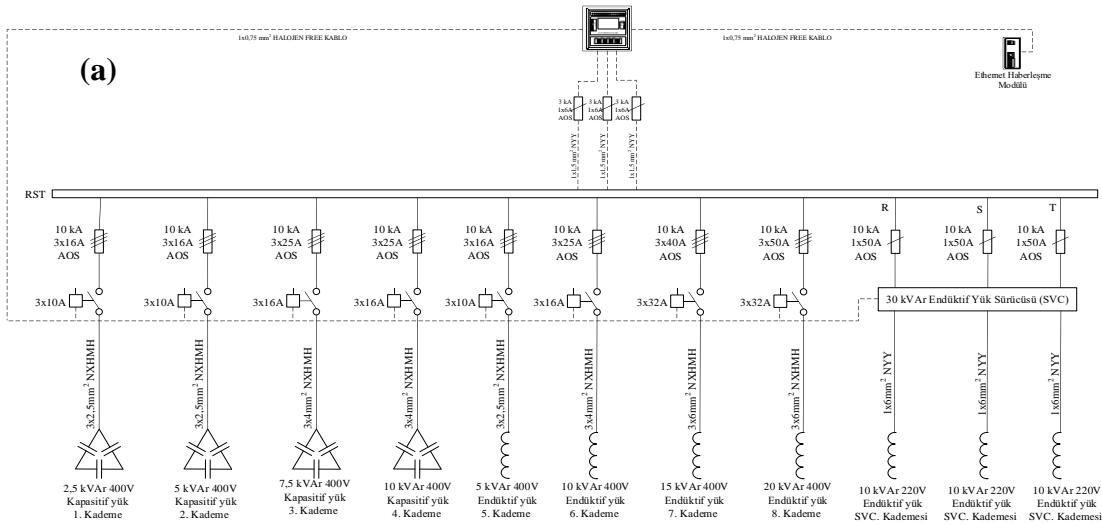 1x0,75 mm² HALOJEN FREE KABLO
1x0,75 mm² HALOJEN FREE KABLO
(a)
Ethernet Haberleşme
Modülü
3 kA
1x6A
AOS
3 kA
1x6A
AOS
3 kA
1x6A
AOS
1x1,5 mm² NYY
1x1,5 mm² NYY
1x1,5 mm² NYY
RST
R
S
T
10 kA
3x16A
AOS
10 kA
3x16A
AOS
10 kA
3x25A
AOS
10 kA
3x25A
AOS
10 kA
3x16A
AOS
10 kA
3x25A
AOS
10 kA
3x40A
AOS
10 kA
3x50A
AOS
10 kA
1x50A
AOS
10 kA
1x50A
AOS
10 kA
1x50A
AOS
3x10A
3x10A
3x16A
3x16A
3x10A
3x16A
3x32A
3x32A
30 kVAr Endüktif Yük Sürücüsü (SVC)
3x2,5mm² NXHMH
3x2,5mm² NXHMH
3x4mm² NXHMH
3x4mm² NXHMH
3x2,5mm² NXHMH
3x4mm² NXHMH
3x6mm² NXHMH
3x6mm² NXHMH
1x6mm² NYY
1x6mm² NYY
1x6mm² NYY
2,5 kVAr 400V
Kapasitif yük
1. Kademe
5 kVAr 400V
Kapasitif yük
2. Kademe
7,5 kVAr 400V
Kapasitif yük
3. Kademe
10 kVAr 400V
Kapasitif yük
4. Kademe
5 kVAr 400V
Endüktif yük
5. Kademe
10 kVAr 400V
Endüktif yük
6. Kademe
15 kVAr 400V
Endüktif yük
7. Kademe
20 kVAr 400V
Endüktif yük
8. Kademe
10 kVAr 220V
Endüktif yük
SVC. Kademesi
10 kVAr 220V
Endüktif yük
SVC. Kademesi
10 kVAr 220V
Endüktif yük
SVC. Kademesi